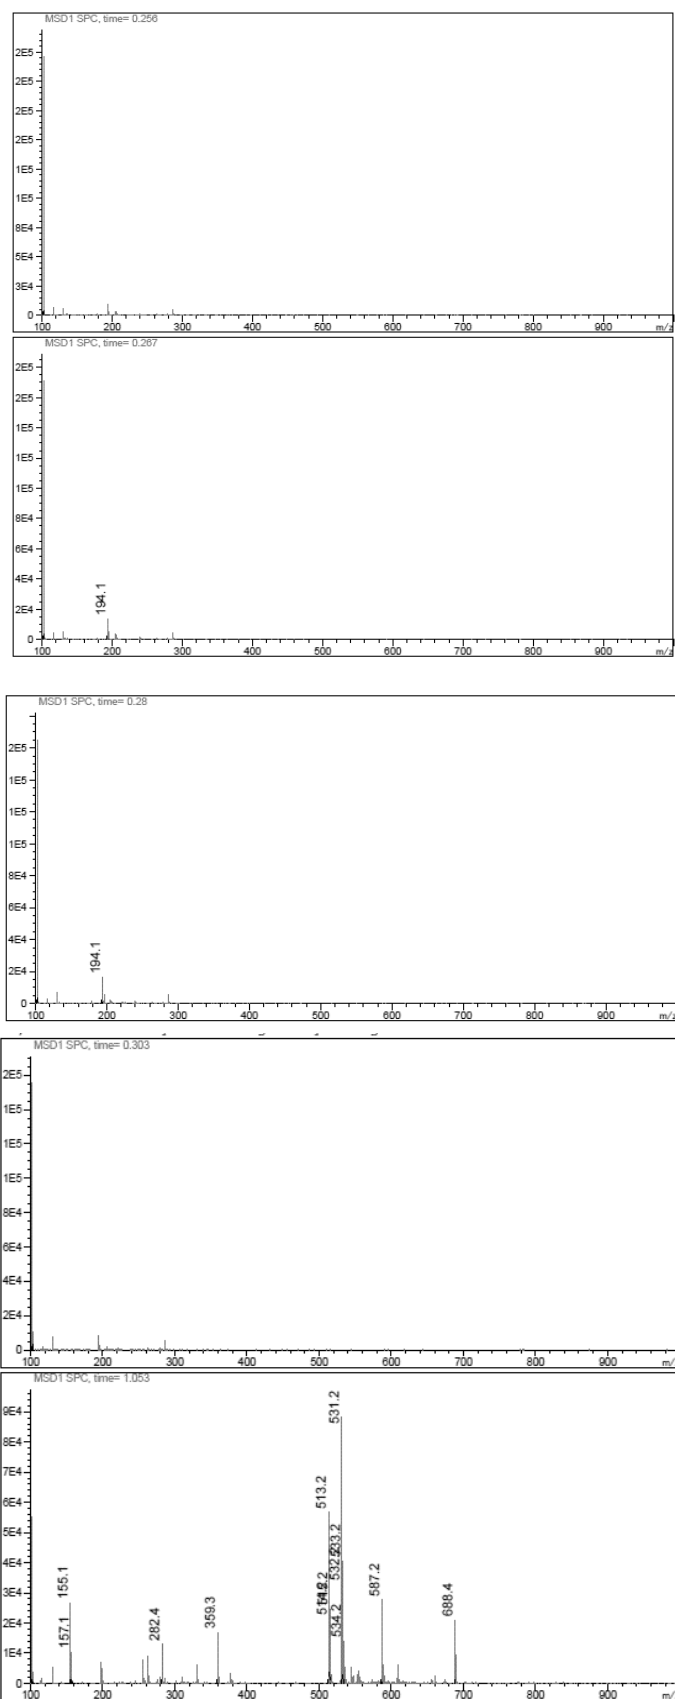 MSD1 SPC, time= 0.256
2E5
2E5
2E5
2E5
1E5
1E5
8E4
5E4
3E4
0
100 200 300 400 500 600 700 800 900 m/z
MSD1 SPC, time= 0.267
2E5
2E5
2E5
1E5
1E5
8E4
6E4
4E4
2E4
0
194.1
100 200 300 400 500 600 700 800 900 m/z
MSD1 SPC, time= 0.28
2E5
1E5
1E5
1E5
8E4
6E4
4E4
2E4
0
194.1
100 200 300 400 500 600 700 800 900 m/z
MSD1 SPC, time= 0.303
2E5
1E5
1E5
1E5
8E4
6E4
4E4
2E4
0
100 200 300 400 500 600 700 800 900 m/
MSD1 SPC, time= 1.053
9E4
8E4
7E4
6E4
5E4
4E4
3E4
2E4
1E4
0
155.1
157.1
282.4
359.3
513.2
531.2
534.2
587.2
688.4
100 200 300 400 500 600 700 800 900 m/